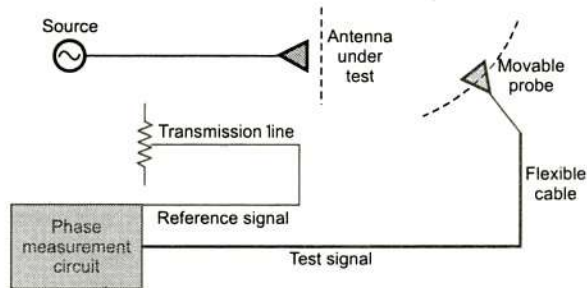 Source
Antenna
under
test
Movable
probe
Transmission line
Flexible
cable
Phase
measurement
circuit
Reference signal
Test signal